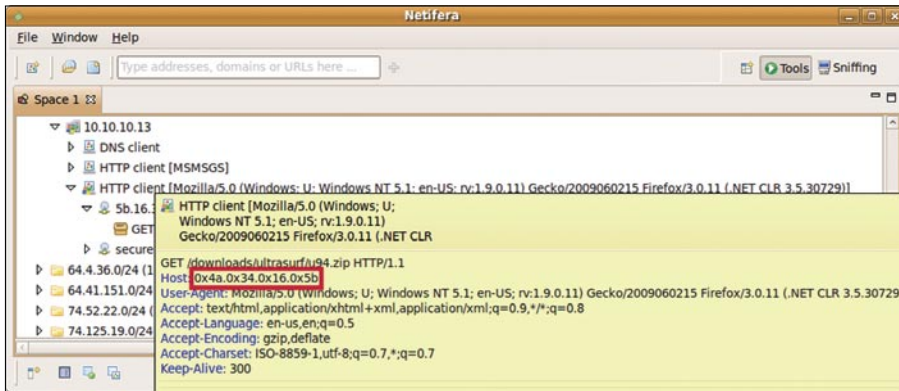 Netifera
File Window Help
Type addresses, domains or URLs here ...
Tools Sniffing
Space 1
10.10.10.13
DNS client
HTTP client [MSMSGS]
HTTP client [Mozilla/5.0 (Windows; U; Windows NT 5.1; en-US; rv:1.9.0.11) Gecko/2009060215 Firefox/3.0.11 (.NET CLR 3.5.30729)]
5b.16.3
GET
secure
64.4.36.0/24 (1
64.41.151.0/24
74.52.22.0/24 (
74.125.19.0/24
HTTP client [Mozilla/5.0 (Windows; U;
Windows NT 5.1; en-US; rv:1.9.0.11)
Gecko/2009060215 Firefox/3.0.11 (.NET CLR
GET /downloads/ultrasurf/u94.zip HTTP/1.1
Host: 0x4a.0x34.0x16.0x5b
User-Agent: Mozilla/5.0 (Windows; U; Windows NT 5.1; en-US; rv:1.9.0.11) Gecko/2009060215 Firefox/3.0.11 (.NET CLR 3.5.30729
Accept: text/html,application/xhtml+xml,application/xml;q=0.9,*/*;q=0.8
Accept-Language: en-us,en;q=0.5
Accept-Encoding: gzip,deflate
Accept-Charset: ISO-8859-1,utf-8;q=0.7,*;q=0.7
Keep-Alive: 300